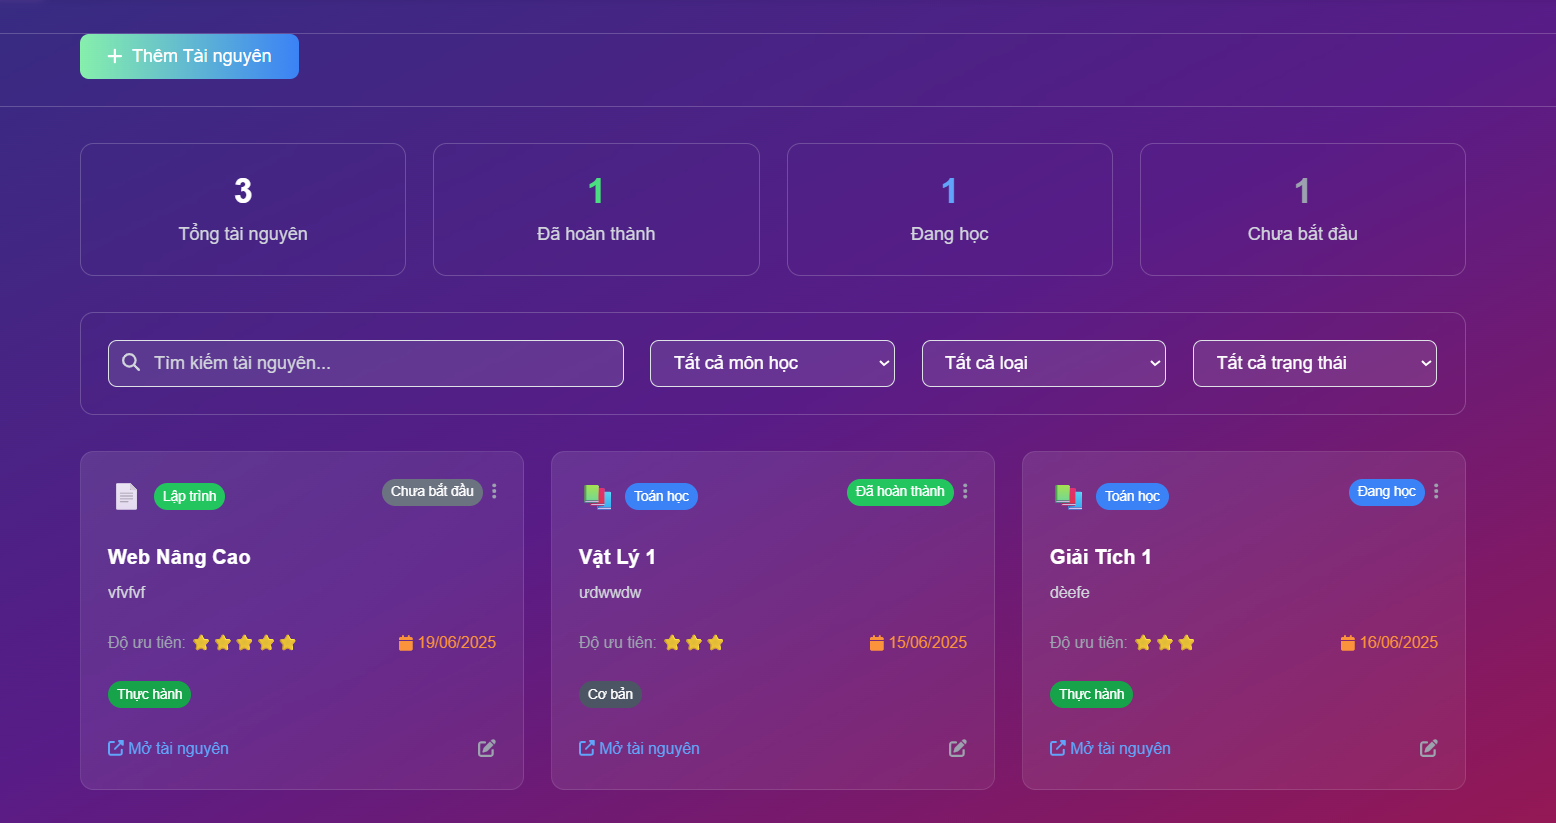 Thêm Tài nguyên
3
Tổng tài nguyên
1
Đã hoàn thành
1
Đang học
1
Chưa bắt đầu
Tìm kiếm tài nguyên...
Tất cả môn học
Tất cả loại
Tất cả trạng thái
Lập trình
Chưa bắt đầu
Web Nâng Cao
vfvfvf
Độ ưu tiên:
19/06/2025
Thực hành
Mở tài nguyên
Toán học
Đã hoàn thành
Vật Lý 1
ưdwwdw
Độ ưu tiên:
15/06/2025
Cơ bản
Mở tài nguyên
Toán học
Đang học
Giải Tích 1
dèefe
Độ ưu tiên:
16/06/2025
Thực hành
Mở tài nguyên